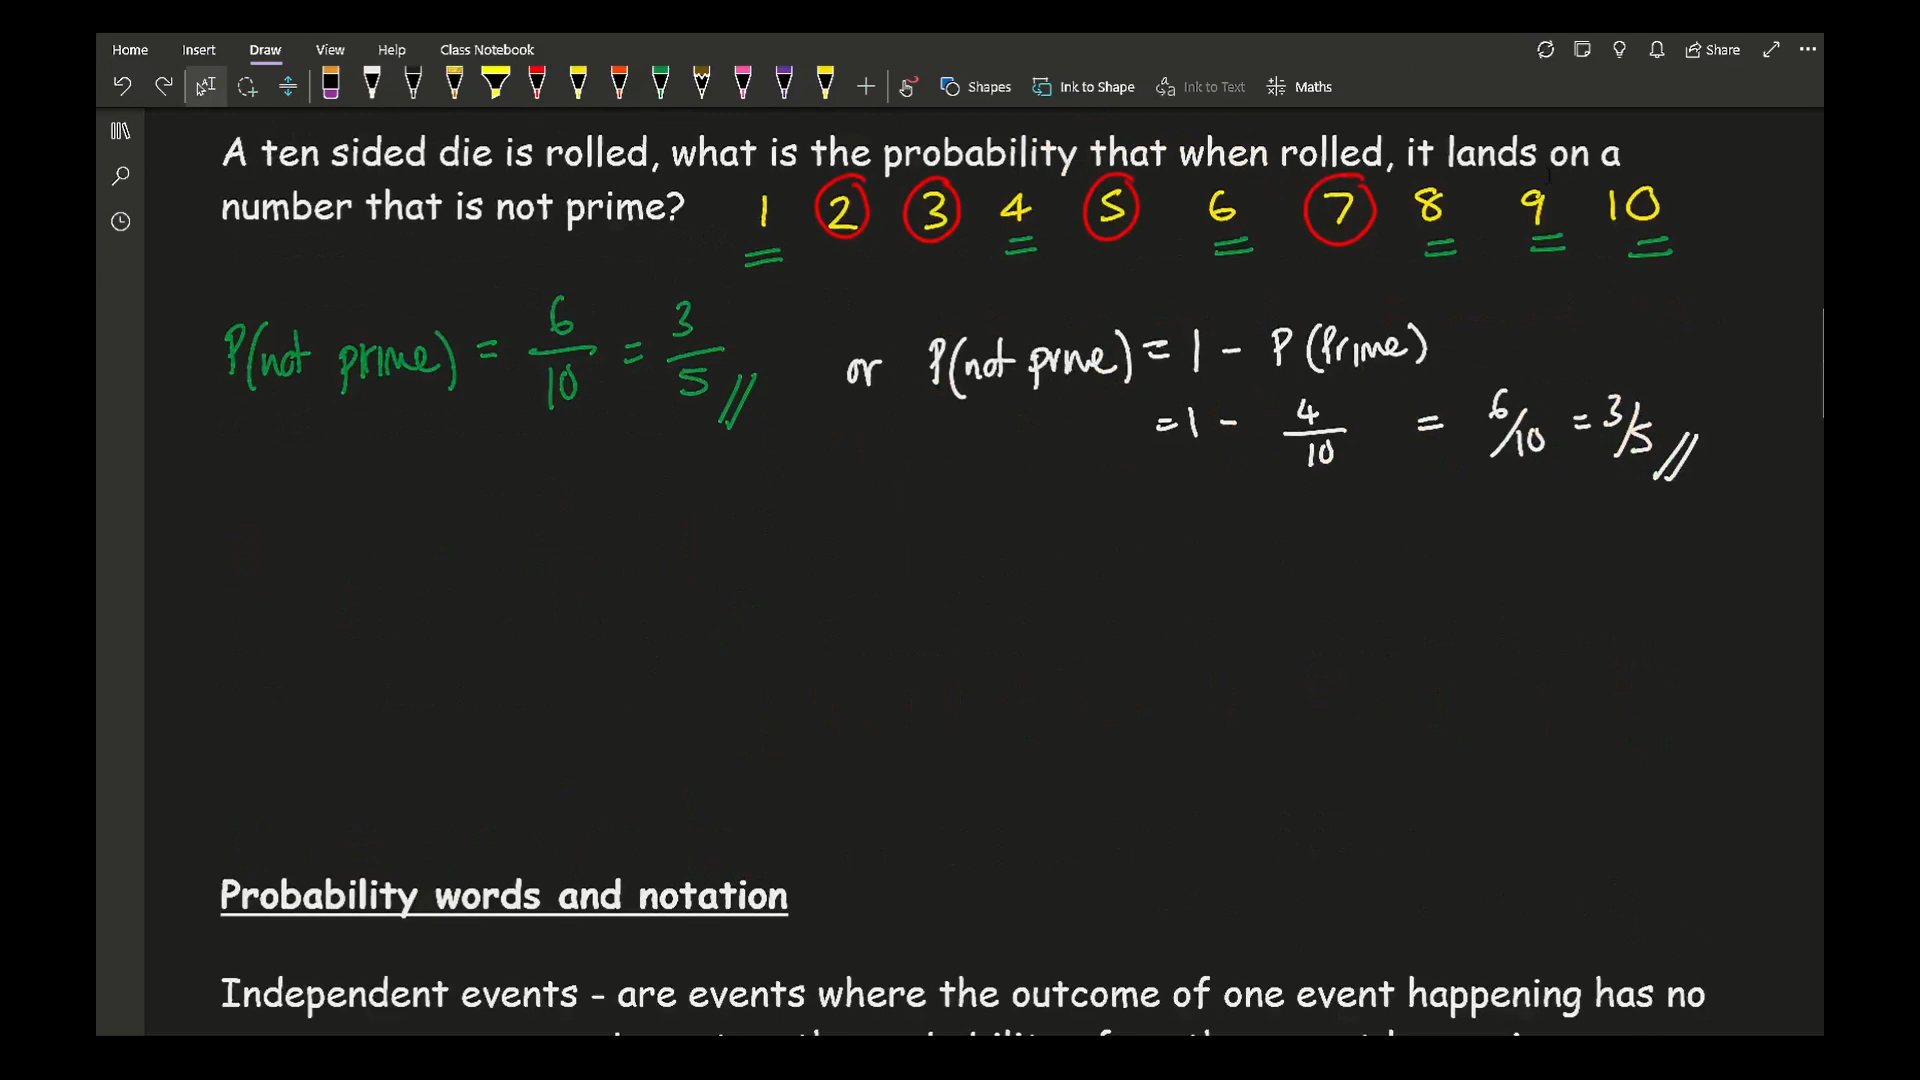 Home Insert Draw View Help Class Notebook Share
Shapes Ink to Shape Ink to Text Maths
A ten sided die is rolled, what is the probability that when rolled, it lands on a
number that is not prime? 1 2 3 4 5 6 7 8 9 10
P(not prime) = 6/10 = 3/5 // or P(not prime) = 1 - P(Prime)
= 1 - 4/10 = 6/10 = 3/5 //
Probability words and notation
Independent events - are events where the outcome of one event happening has no